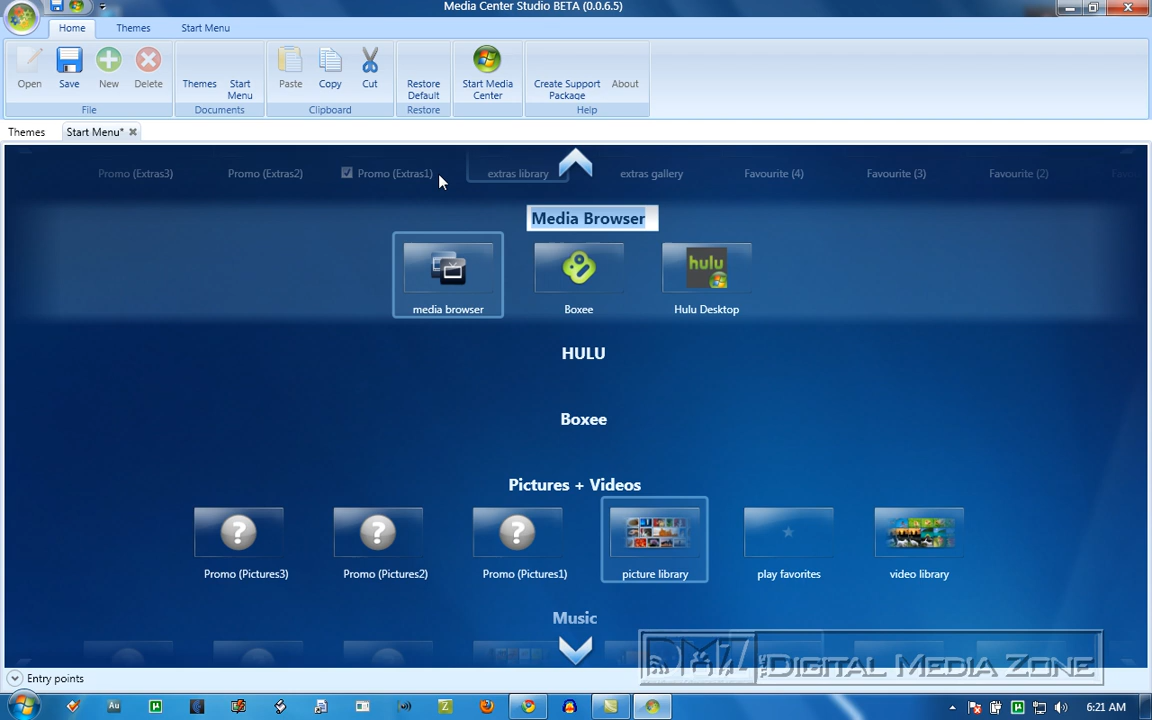 Media Center Studio BETA (0.0.6.5)
Home Themes Start Menu
Open Save New Delete Themes Start Menu Paste Copy Cut Restore Default Start Media Center Create Support Package About
File Documents Clipboard Restore Help
Themes Start Menu*
Promo (Extras3) Promo (Extras2) Promo (Extras1) extras library extras gallery Favourite (4) Favourite (3) Favourite (2)
Media Browser
hulu
media browser Boxee Hulu Desktop
HULU
Boxee
Pictures + Videos
Promo (Pictures3) Promo (Pictures2) Promo (Pictures1) picture library play favorites video library
Music
DMZ THE DIGITAL MEDIA ZONE
Entry points
Au Z 6:21 AM